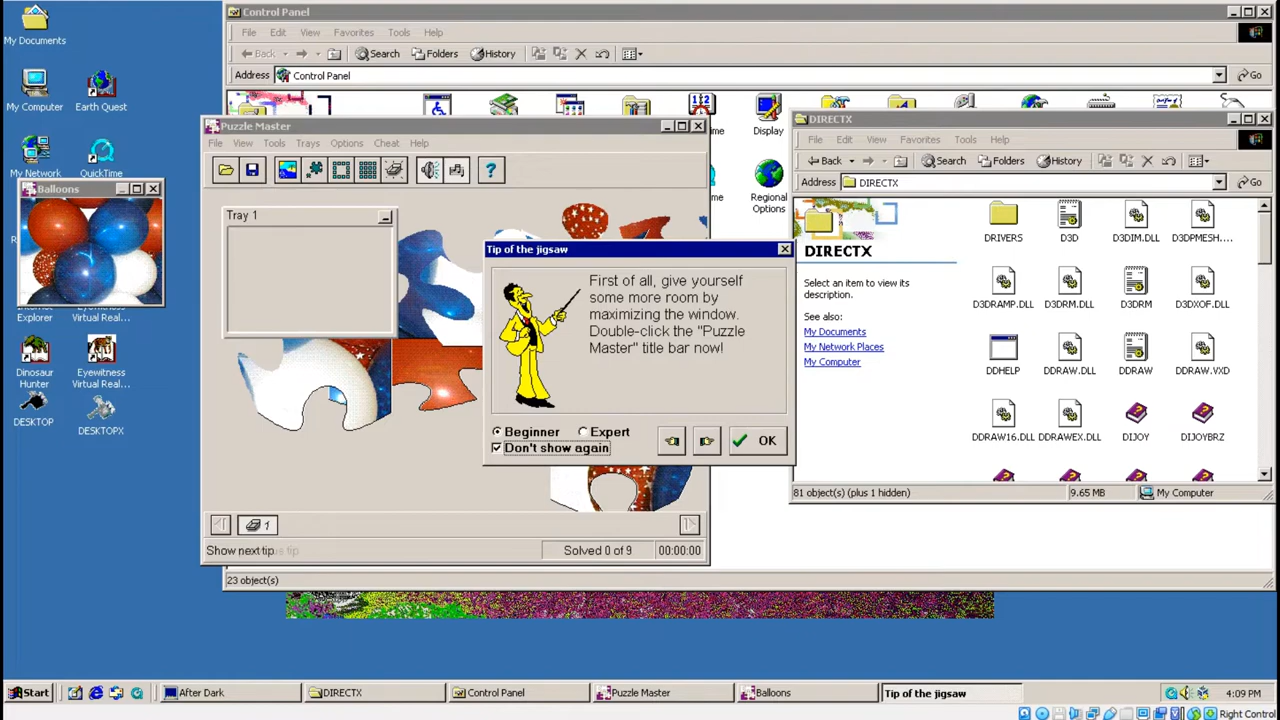 My Documents
My Computer
Earth Quest
My Network
QuickTime
Balloons
Internet
Explorer
Eyewitness
Virtual Real...
Dinosaur
Hunter
Eyewitness
Virtual Real...
DESKTOP
DESKTOPX
Control Panel
File Edit View Favorites Tools Help
Back Search Folders History
Address Control Panel Go
Display
Regional
Options
Puzzle Master
File View Tools Trays Options Cheat Help
Tray 1
1
Show next tip
Solved 0 of 9 00:00:00
23 object(s)
Tip of the jigsaw
First of all, give yourself
some more room by
maximizing the window.
Double-click the "Puzzle
Master" title bar now!
Beginner Expert
Don't show again
OK
DIRECTX
File Edit View Favorites Tools Help
Back Search Folders History
Address DIRECTX Go
DIRECTX
Select an item to view its
description.
See also:
My Documents
My Network Places
My Computer
DRIVERS D3D D3DIM.DLL D3DPMESH....
D3DRAMP.DLL D3DRM.DLL D3DRM D3DXOF.DLL
DDHELP DDRAW.DLL DDRAW DDRAW.VXD
DDRAW16.DLL DDRAWEX.DLL DIJOY DIJOYBRZ
81 object(s) (plus 1 hidden) 9.65 MB My Computer
Start After Dark DIRECTX Control Panel Puzzle Master Balloons Tip of the jigsaw 4:09 PM
Right Control